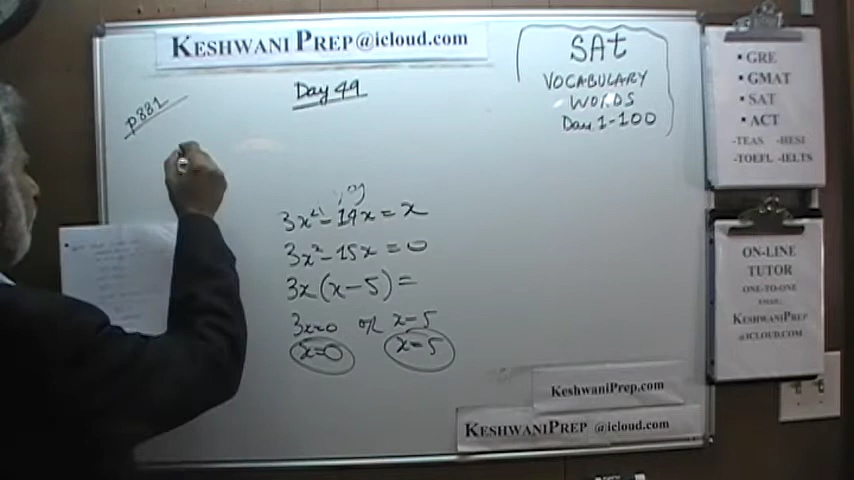 KESHWANI PREP@icloud.com
Day 49
p881
SAt
VOCABULARY
WORDS
Day 1-100
3x² - 14x = x
3x² - 15x = 0
3x(x - 5) =
3x=0 or x=5
x=0 x=5
• GRE
• GMAT
• SAT
• ACT
-TEAS -HESI
-TOEFL -IELTS
ON-LINE
TUTOR
ONE-TO-ONE
EMAIL:
KESHWANIPREP
@ICLOUD.COM
KeshwaniPrep.com
KESHWANIPREP @icloud.com